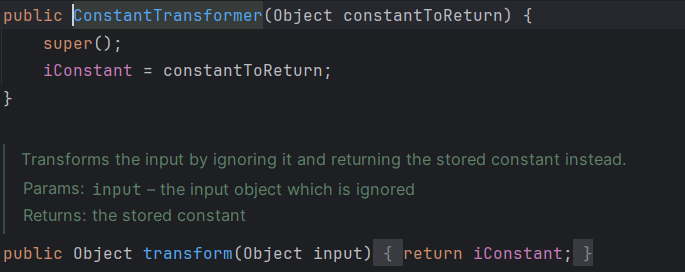 public ConstantTransformer(Object constantToReturn) {
super();
iConstant = constantToReturn;
}
Transforms the input by ignoring it and returning the stored constant instead.
Params: input – the input object which is ignored
Returns: the stored constant
public Object transform(Object input) { return iConstant; }